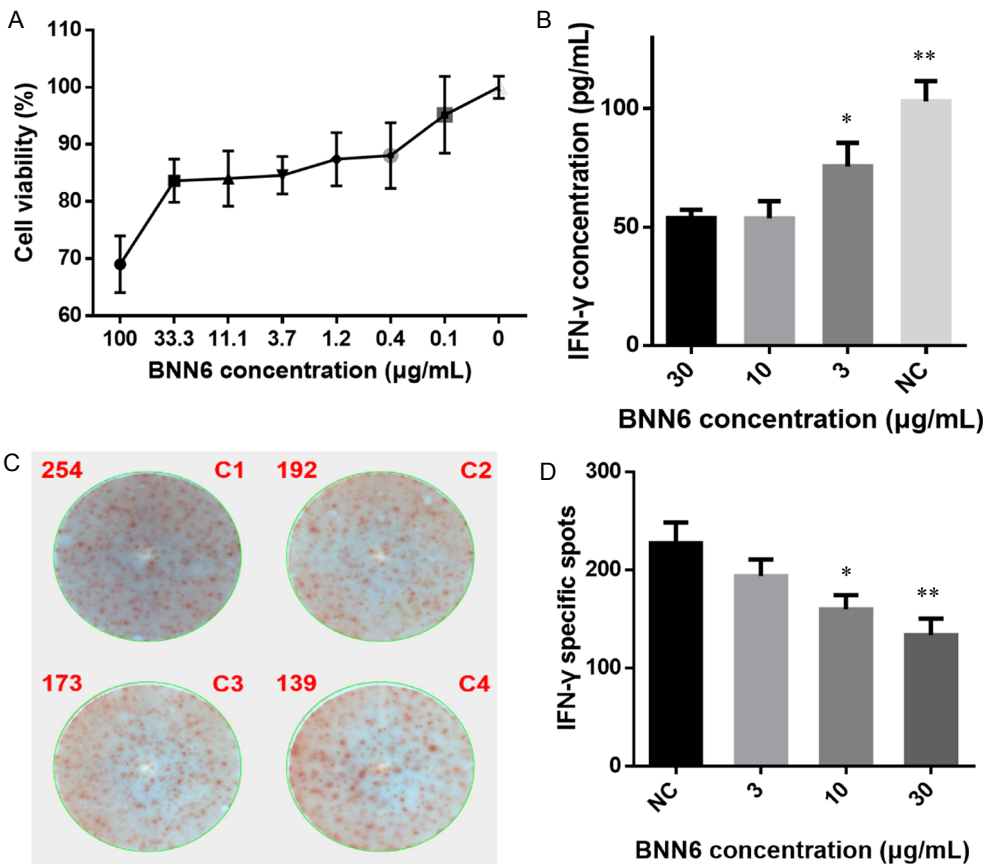 A
110
100
90
80
70
60
Cell viability (%)
100 33.3 11.1 3.7 1.2 0.4 0.1 0
BNN6 concentration (µg/mL)
B
**
*
100
50
0
IFN-γ concentration (pg/mL)
30 10 3 NC
BNN6 concentration (µg/mL)
C
254 C1
192 C2
173 C3
139 C4
D
300
200
100
0
*
**
IFN-γ specific spots
NC 3 10 30
BNN6 concentration (µg/mL)